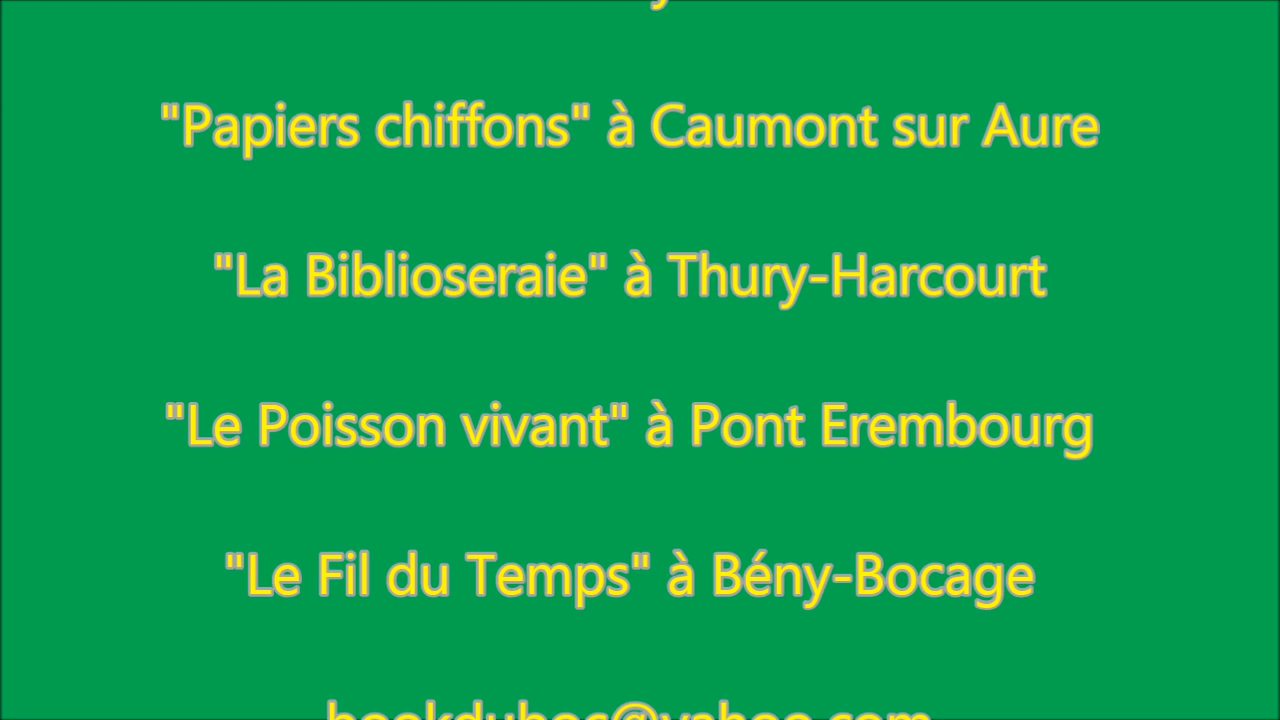 "Papiers chiffons" à Caumont sur Aure
"La Biblioseraie" à Thury-Harcourt
"Le Poisson vivant" à Pont Erembourg
"Le Fil du Temps" à Bény-Bocage